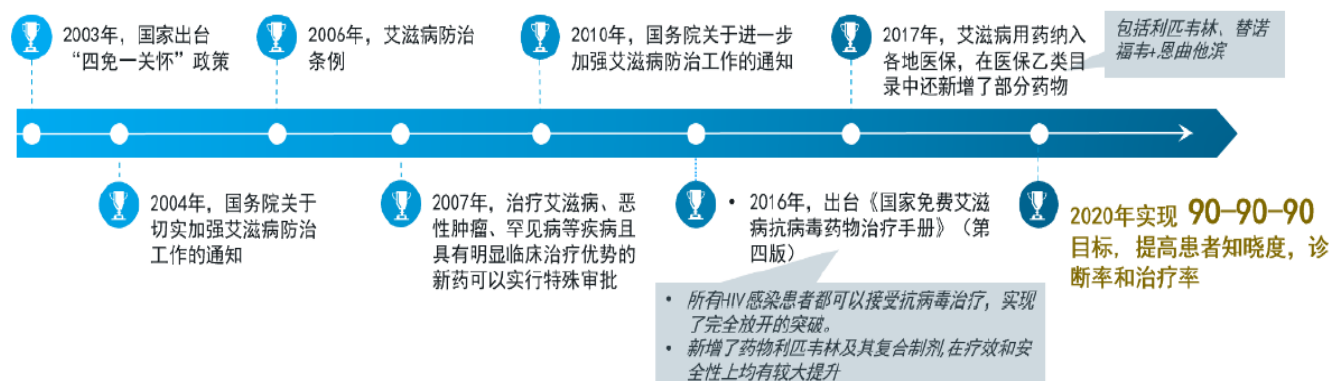 2003年，国家出台
“四免一关怀”政策
2006年，艾滋病防治
条例
2010年，国务院关于进一步
加强艾滋病防治工作的通知
2017年，艾滋病用药纳入
各地医保，在医保乙类目
录中还新增了部分药物
包括利匹韦林、替诺
福韦+恩曲他滨
2004年，国务院关于
切实加强艾滋病防治
工作的通知
2007年，治疗艾滋病、恶
性肿瘤、罕见病等疾病且
具有明显临床治疗优势的
新药可以实行特殊审批
• 2016年，出台《国家免费艾滋
病抗病毒药物治疗手册》（第
四版）
• 所有HIV感染患者都可以接受抗病毒治疗，实现
了完全放开的突破。
• 新增了药物利匹韦林及其复合制剂,在疗效和安
全性上均有较大提升
2020年实现 90-90-90
目标，提高患者知晓度，诊
断率和治疗率